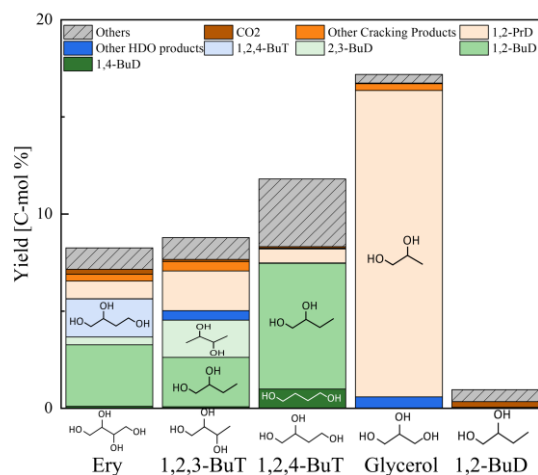 20
Others
CO2
Other Cracking Products
1,2-PrD
Other HDO products
1,2,4-BuT
2,3-BuD
1,2-BuD
1,4-BuD
Yield [C-mol %]
10
0
OH
HO
OH
OH
HO
OH
OH
HO
OH
HO
OH
HO
OH
OH
HO
OH
HO
OH
OH
HO
OH
OH
HO
OH
OH
HO
OH
OH
HO
Ery
1,2,3-BuT
1,2,4-BuT
Glycerol
1,2-BuD